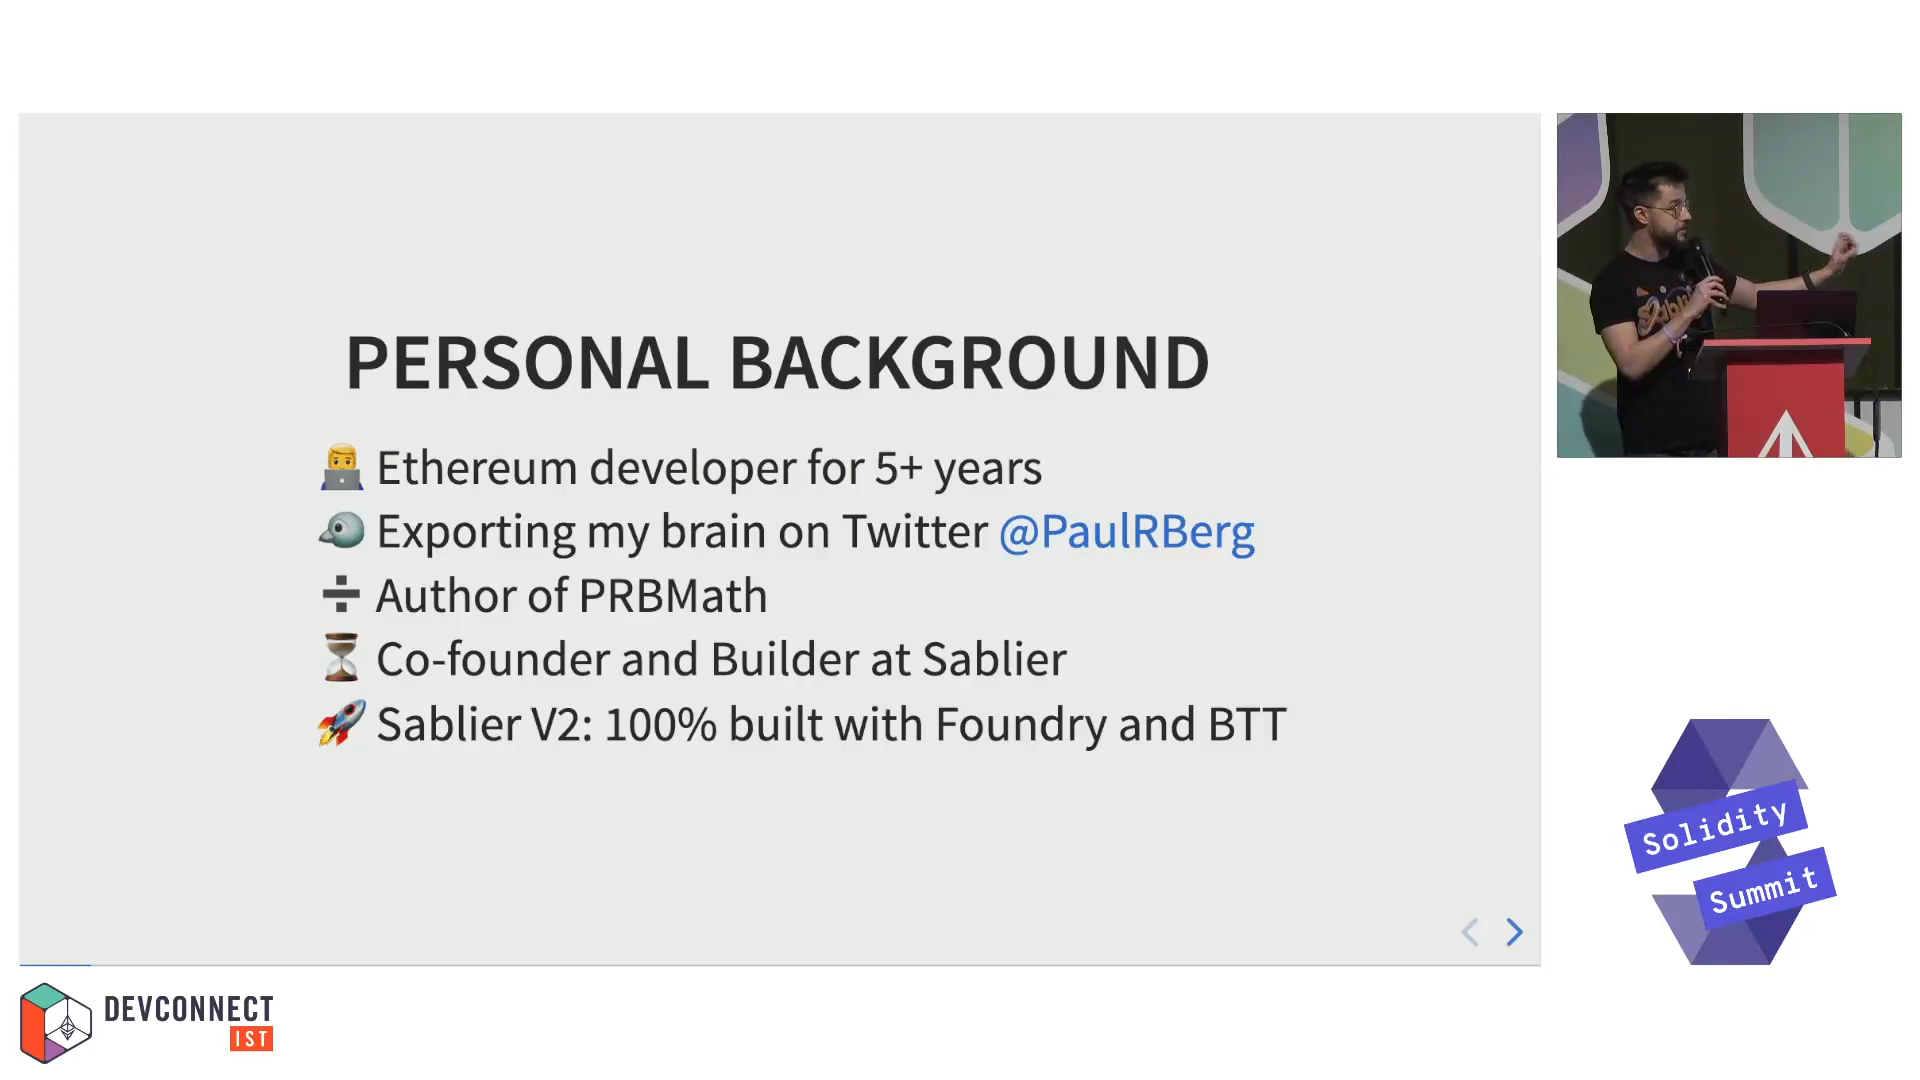 PERSONAL BACKGROUND
Ethereum developer for 5+ years
Exporting my brain on Twitter @PaulRBerg
Author of PRBMath
Co-founder and Builder at Sablier
Sablier V2: 100% built with Foundry and BTT
Solidity
Summit
DEVCONNECT
IST